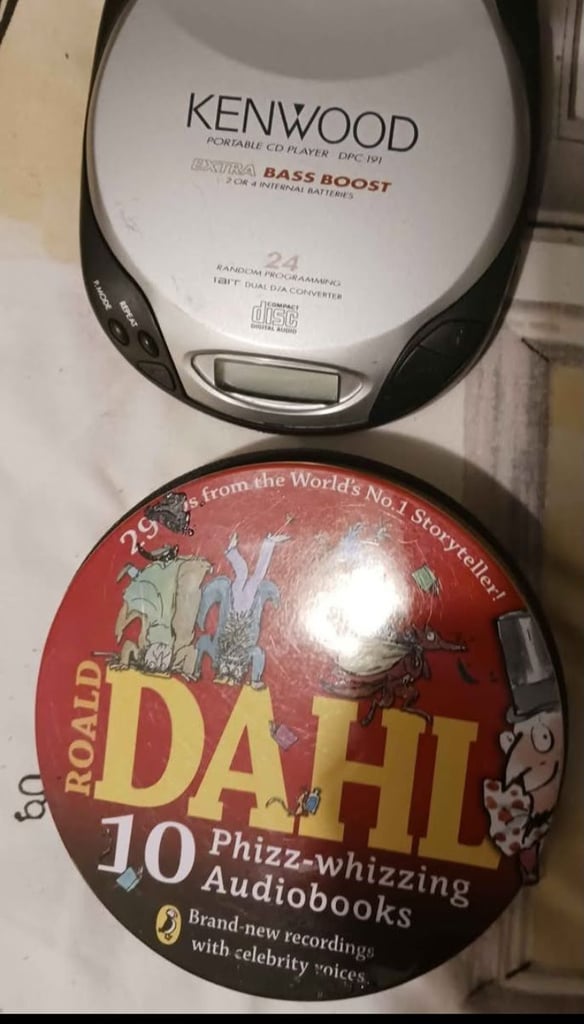 KENWOOD
PORTABLE CD PLAYER DPC-191
EXTRA BASS BOOST
2 OR 4 INTERNAL BATTERIES
24
RANDOM PROGRAMMING
1BIT DUAL D/A CONVERTER
COMPACT
disc
DIGITAL AUDIO
P.MODE
REPEAT
29 is from the World's No.1 Storyteller!
ROALD
DAHL
10 Phizz-whizzing
Audiobooks
Brand-new recordings
with celebrity voices